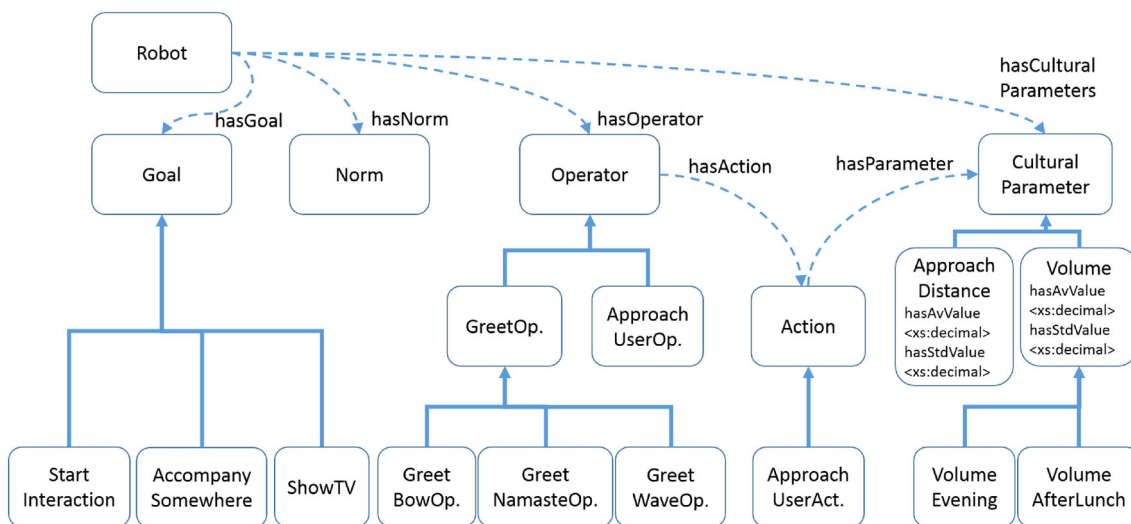 Robot
hasCultural
Parameters
hasGoal
hasNorm
hasOperator
Goal
Norm
Operator
hasAction
hasParameter
Cultural
Parameter
GreetOp.
Approach
UserOp.
Action
Approach
Distance
hasAvValue
<xs:decimal>
hasStdValue
<xs:decimal>
Volume
hasAvValue
<xs:decimal>
hasStdValue
<xs:decimal>
Start
Interaction
Accompany
Somewhere
ShowTV
Greet
BowOp.
Greet
NamasteOp.
Greet
WaveOp.
Approach
UserAct.
Volume
Evening
Volume
AfterLunch